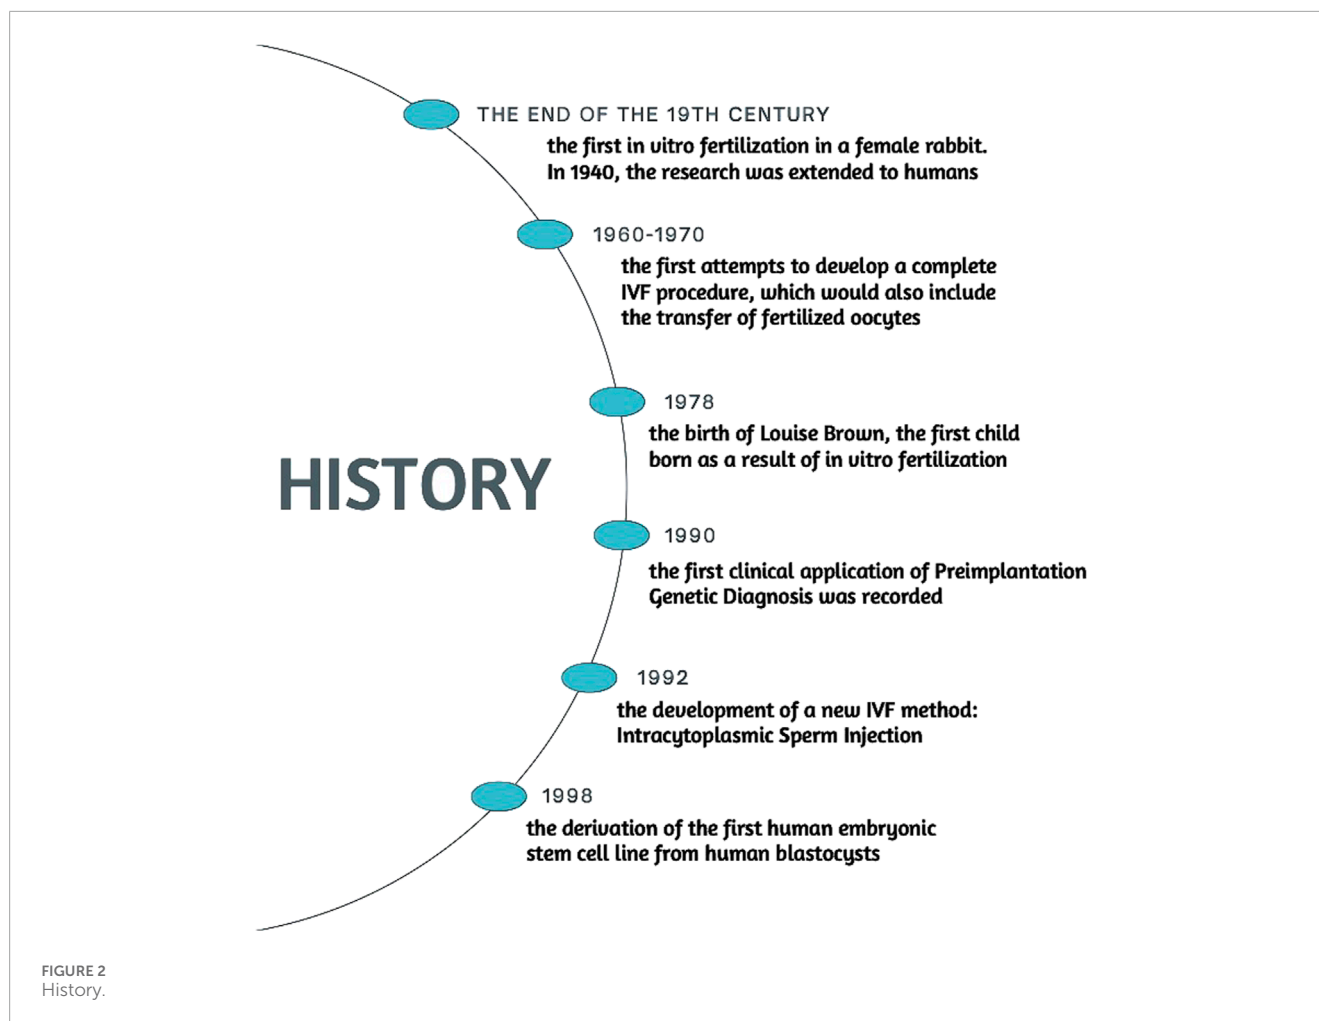 THE END OF THE 19TH CENTURY
the first in vitro fertilization in a female rabbit.
In 1940, the research was extended to humans
1960-1970
the first attempts to develop a complete
IVF procedure, which would also include
the transfer of fertilized oocytes
1978
the birth of Louise Brown, the first child
born as a result of in vitro fertilization
HISTORY
1990
the first clinical application of Preimplantation
Genetic Diagnosis was recorded
1992
the development of a new IVF method:
Intracytoplasmic Sperm Injection
1998
the derivation of the first human embryonic
stem cell line from human blastocysts
FIGURE 2
History.